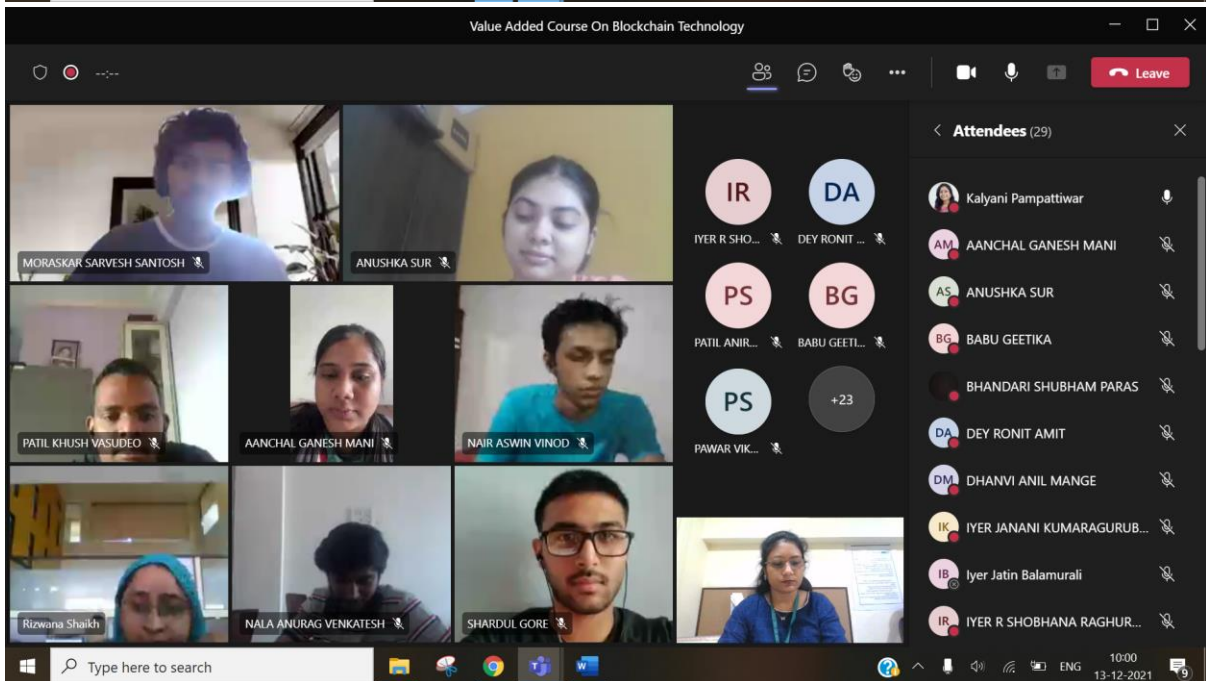 Value Added Course On Blockchain Technology
--:--
Leave
MORASKAR SARVESH SANTOSH
ANUSHKA SUR
PATIL KHUSH VASUDEO
AANCHAL GANESH MANI
NAIR ASWIN VINOD
Rizwana Shaikh
NALA ANURAG VENKATESH
SHARDUL GORE
IR
DA
IYER R SHO...
DEY RONIT ...
PS
BG
PATIL ANIR...
BABU GEETI...
PS
+23
PAWAR VIK...
Attendees (29)
Kalyani Pampattiwar
AM AANCHAL GANESH MANI
AS ANUSHKA SUR
BG BABU GEETIKA
BHANDARI SHUBHAM PARAS
DA DEY RONIT AMIT
DM DHANVI ANIL MANGE
IK IYER JANANI KUMARAGURUB...
IB Iyer Jatin Balamurali
IR IYER R SHOBHANA RAGHUR...
Type here to search
ENG
10:00
13-12-2021
9